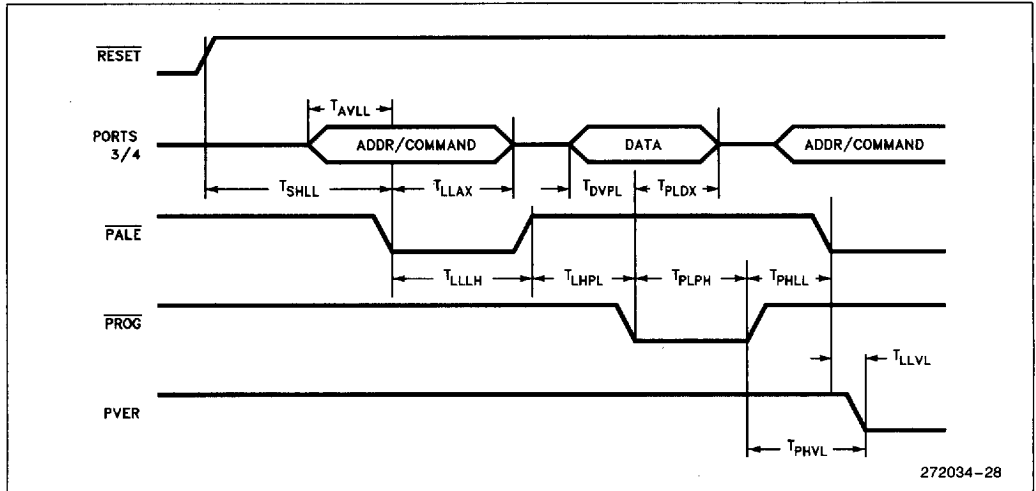 RESET
T_AVLL
PORTS 3/4
ADDR/COMMAND
DATA
ADDR/COMMAND
T_SHLL
T_LLAX
T_DVPL
T_PLDX
PALE
T_LLLH
T_LHPL
T_PLPH
T_PHLL
PROG
T_LLVL
PVER
T_PHVL
272034-28